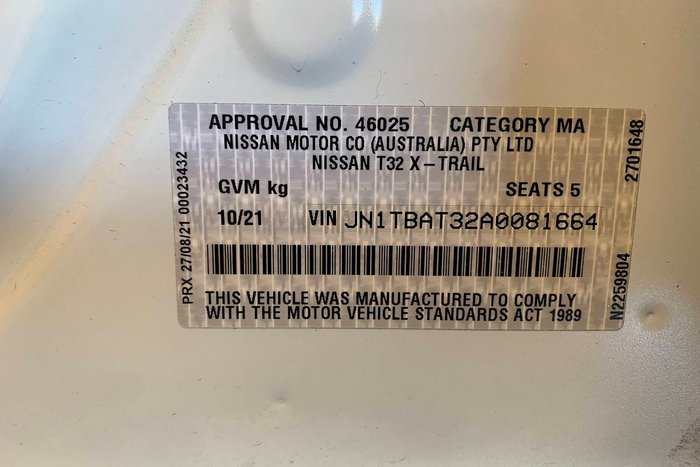 APPROVAL NO. 46025 CATEGORY MA
NISSAN MOTOR CO (AUSTRALIA) PTY LTD
NISSAN T32 X-TRAIL
GVM kg SEATS 5
10/21 VIN JN1TBAT32A0081664
THIS VEHICLE WAS MANUFACTURED TO COMPLY
WITH THE MOTOR VEHICLE STANDARDS ACT 1989
PRX 27/08/21 00023432
2701648
N2259804